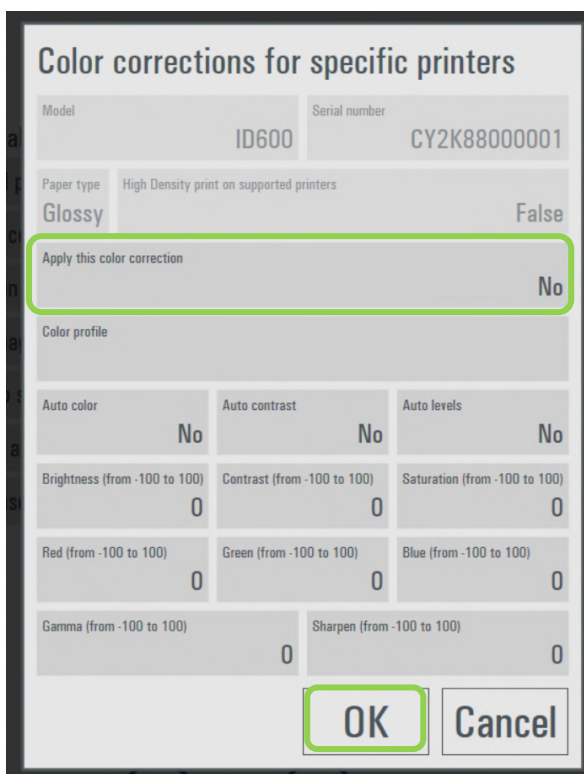 Color corrections for specific printers
Model
Serial number
ID600
CY2K88000001
Paper type
High Density print on supported printers
Glossy
False
Apply this color correction
No
Color profile
Auto color
Auto contrast
Auto levels
No
No
No
Brightness (from -100 to 100)
Contrast (from -100 to 100)
Saturation (from -100 to 100)
0
0
0
Red (from -100 to 100)
Green (from -100 to 100)
Blue (from -100 to 100)
0
0
0
Gamma (from -100 to 100)
Sharpen (from -100 to 100)
0
0
OK
Cancel